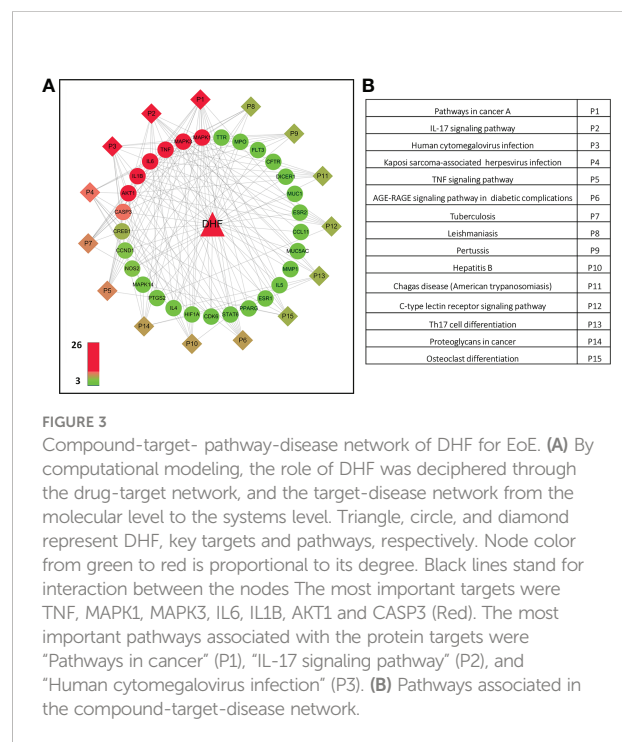 A
B
P1
P2
P8
P3
P9
P4
P11
P7
P12
P5
P13
P14
P15
P10
P6
MAPK3
MAPK1
TTR
TNF
MPO
IL6
FLT3
IL1B
CFTR
AKT1
DICER1
CASP3
MUC1
CREB1
ESR2
CCND1
CCL11
NOS2
MUC5AC
MAPK14
MMP1
PTGS2
IL5
IL4
ESR1
HIF1A
PPARG
CDK6
STAT6
DHF
26
3
Pathways in cancer A P1
IL-17 signaling pathway P2
Human cytomegalovirus infection P3
Kaposi sarcoma-associated herpesvirus infection P4
TNF signaling pathway P5
AGE-RAGE signaling pathway in diabetic complications P6
Tuberculosis P7
Leishmaniasis P8
Pertussis P9
Hepatitis B P10
Chagas disease (American trypanosomiasis) P11
C-type lectin receptor signaling pathway P12
Th17 cell differentiation P13
Proteoglycans in cancer P14
Osteoclast differentiation P15
FIGURE 3
Compound-target- pathway-disease network of DHF for EoE. (A) By
computational modeling, the role of DHF was deciphered through
the drug-target network, and the target-disease network from the
molecular level to the systems level. Triangle, circle, and diamond
represent DHF, key targets and pathways, respectively. Node color
from green to red is proportional to its degree. Black lines stand for
interaction between the nodes The most important targets were
TNF, MAPK1, MAPK3, IL6, IL1B, AKT1 and CASP3 (Red). The most
important pathways associated with the protein targets were
“Pathways in cancer” (P1), “IL-17 signaling pathway” (P2), and
“Human cytomegalovirus infection” (P3). (B) Pathways associated in
the compound-target-disease network.